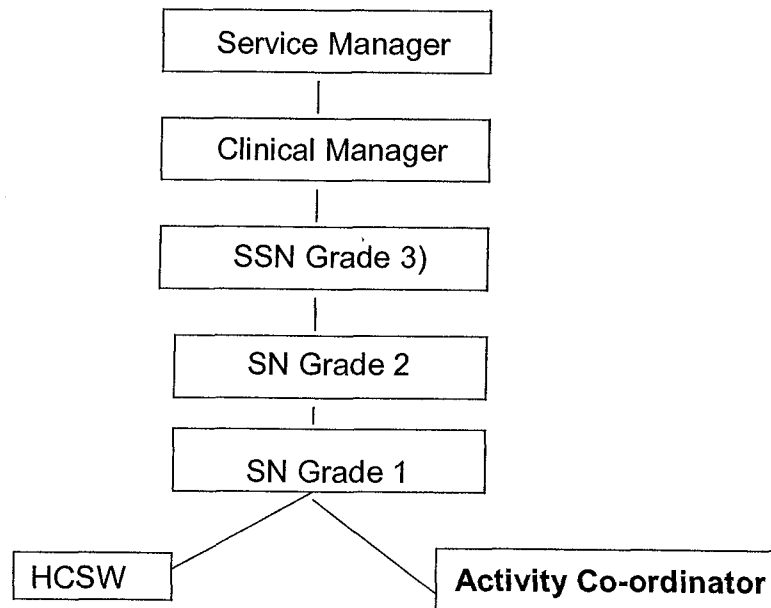 Service Manager
Clinical Manager
SSN Grade 3)
SN Grade 2
SN Grade 1
HCSW
Activity Co-ordinator